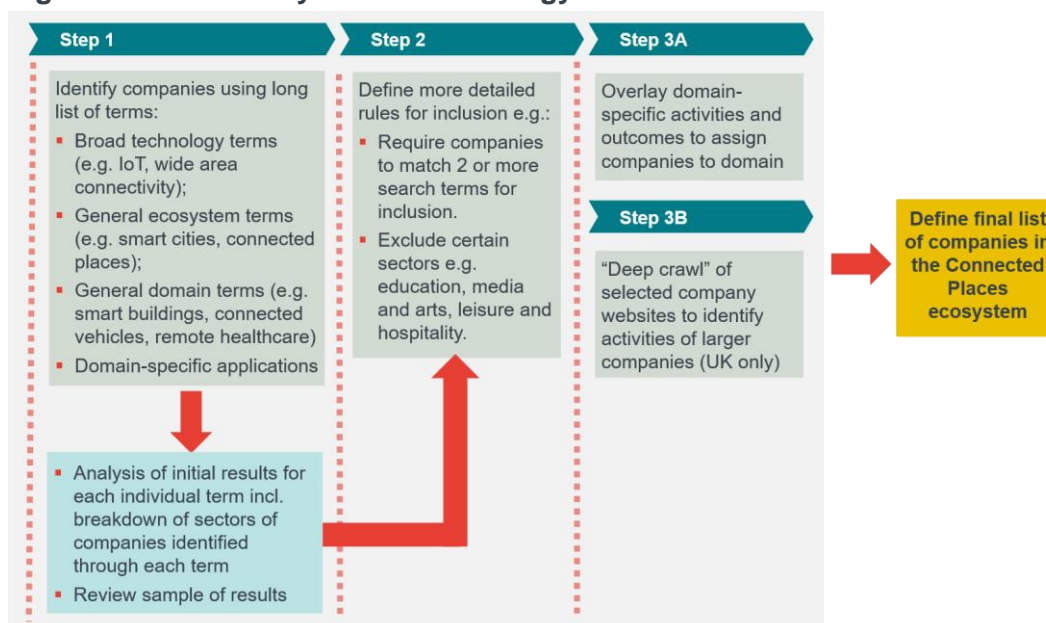 Step 1
Identify companies using long
list of terms:
▪ Broad technology terms
(e.g. IoT, wide area
connectivity);
▪ General ecosystem terms
(e.g. smart cities, connected
places);
▪ General domain terms (e.g.
smart buildings, connected
vehicles, remote healthcare)
▪ Domain-specific applications
▪ Analysis of initial results for
each individual term incl.
breakdown of sectors of
companies identified
through each term
▪ Review sample of results
Step 2
Define more detailed
rules for inclusion e.g.:
▪ Require companies
to match 2 or more
search terms for
inclusion.
▪ Exclude certain
sectors e.g.
education, media
and arts, leisure and
hospitality.
Step 3A
Overlay domain-
specific activities and
outcomes to assign
companies to domain
Step 3B
“Deep crawl” of
selected company
websites to identify
activities of larger
companies (UK only)
Define final list
of companies in
the Connected
Places
ecosystem